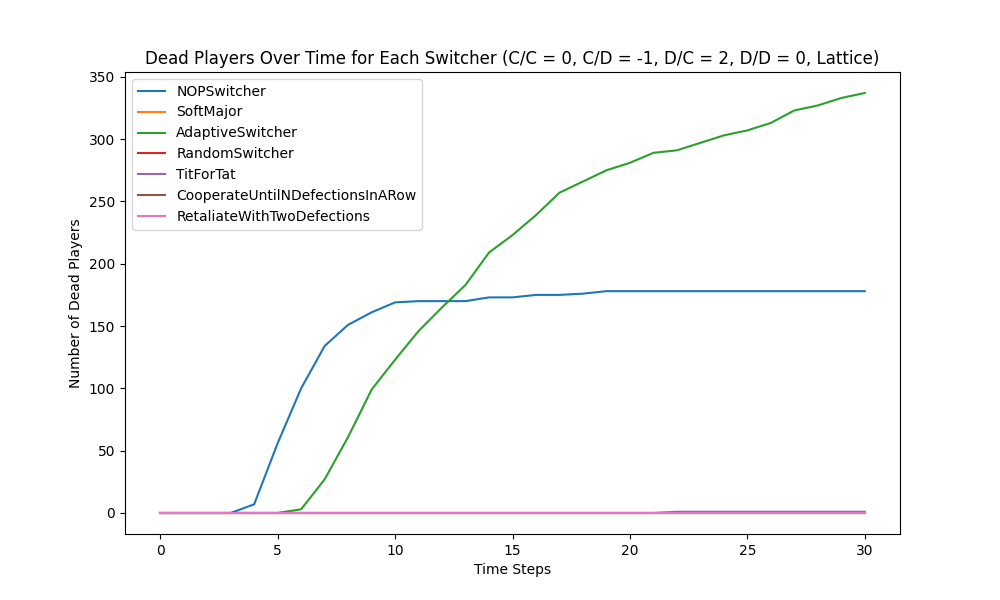 Dead Players Over Time for Each Switcher (C/C = 0, C/D = -1, D/C = 2, D/D = 0, Lattice)
NOPSwitcher
SoftMajor
AdaptiveSwitcher
RandomSwitcher
TitForTat
CooperateUntilNDefectionsInARow
RetaliateWithTwoDefections
Number of Dead Players
350
300
250
200
150
100
50
0
0 5 10 15 20 25 30
Time Steps